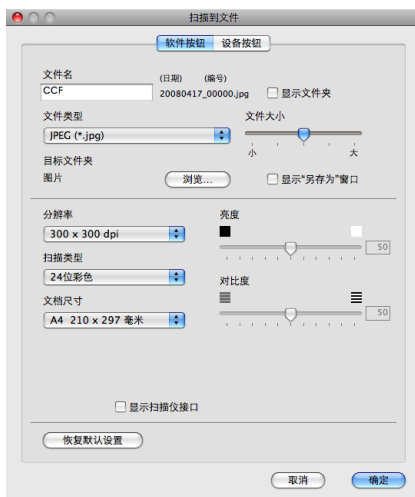 扫描到文件
软件按钮 设备按钮
文件名 (日期) (编号)
CCF 20080417_00000.jpg 显示文件夹
文件类型 文件大小
JPEG (*.jpg)
小 大
目标文件夹
图片 浏览... 显示“另存为”窗口
分辨率 亮度
300 x 300 dpi
50
扫描类型
24位彩色 对比度
文档尺寸
A4 210 x 297 毫米 50
显示扫描仪接口
恢复默认设置
取消 确定